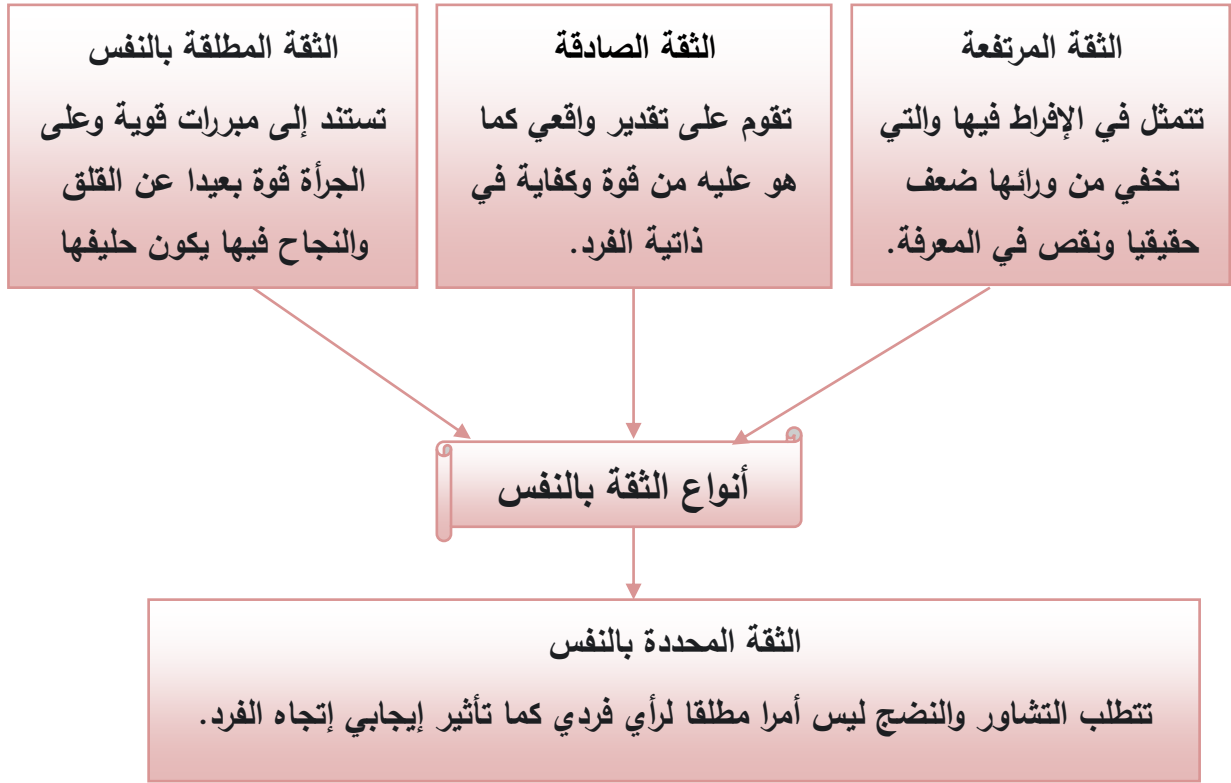 الثقة المرتفعة
تتمثل في الإفراط فيها والتي
تخفي من ورائها ضعف
حقيقيا ونقص في المعرفة.
الثقة الصادقة
تقوم على تقدير واقعي كما
هو عليه من قوة وكفاية في
ذاتية الفرد.
الثقة المطلقة بالنفس
تستند إلى مبررات قوية وعلى
الجرأة قوة بعيدا عن القلق
والنجاح فيها يكون حليفها
أنواع الثقة بالنفس
الثقة المحددة بالنفس
تتطلب التشاور والنضج ليس أمرا مطلقا لرأي فردي كما تأثير إيجابي إتجاه الفرد.